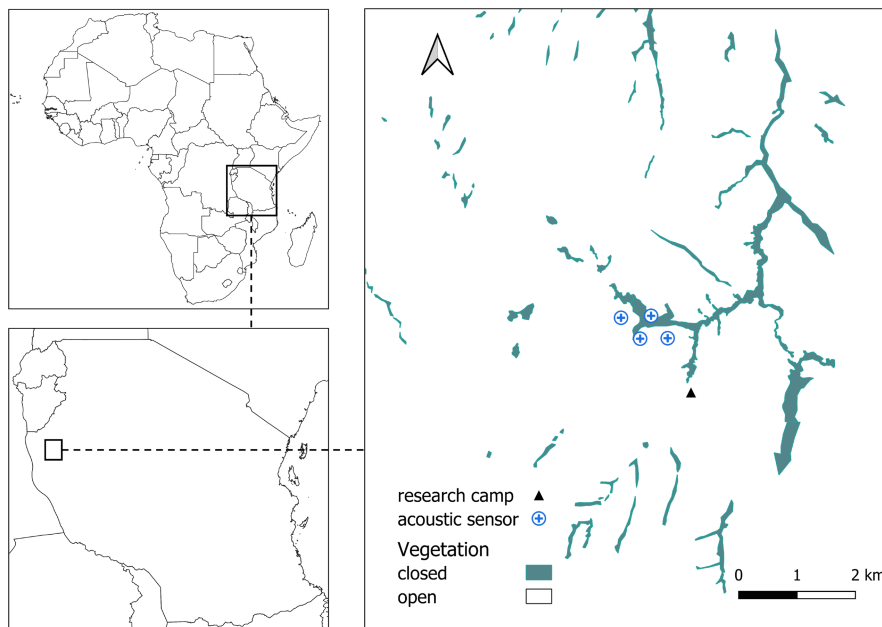 research camp
acoustic sensor
Vegetation
closed
open
0 1 2 km